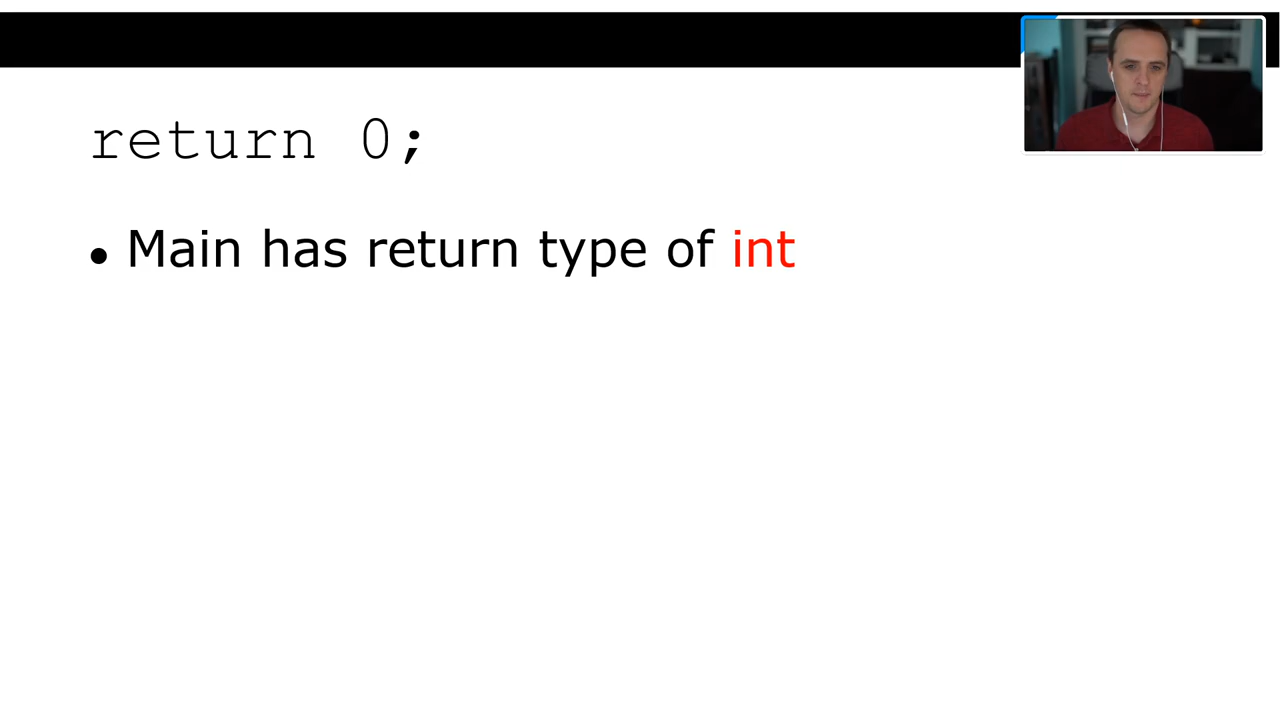 return 0;
• Main has return type of int